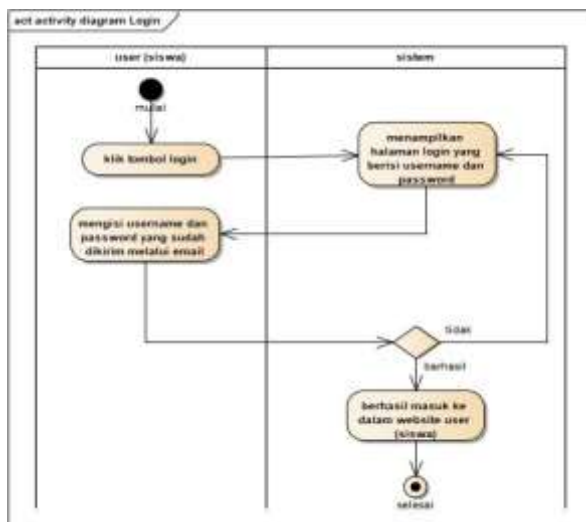 act activity diagram Login
user (siswa)
sistem
mulai
klik tombol login
menampilkan
halaman login yang
berisi username dan
password
mengisi username dan
password yang sudah
dikirim melalui email
tidak
berhasil
berhasil masuk ke
dalam website user
(siswa)
selesai